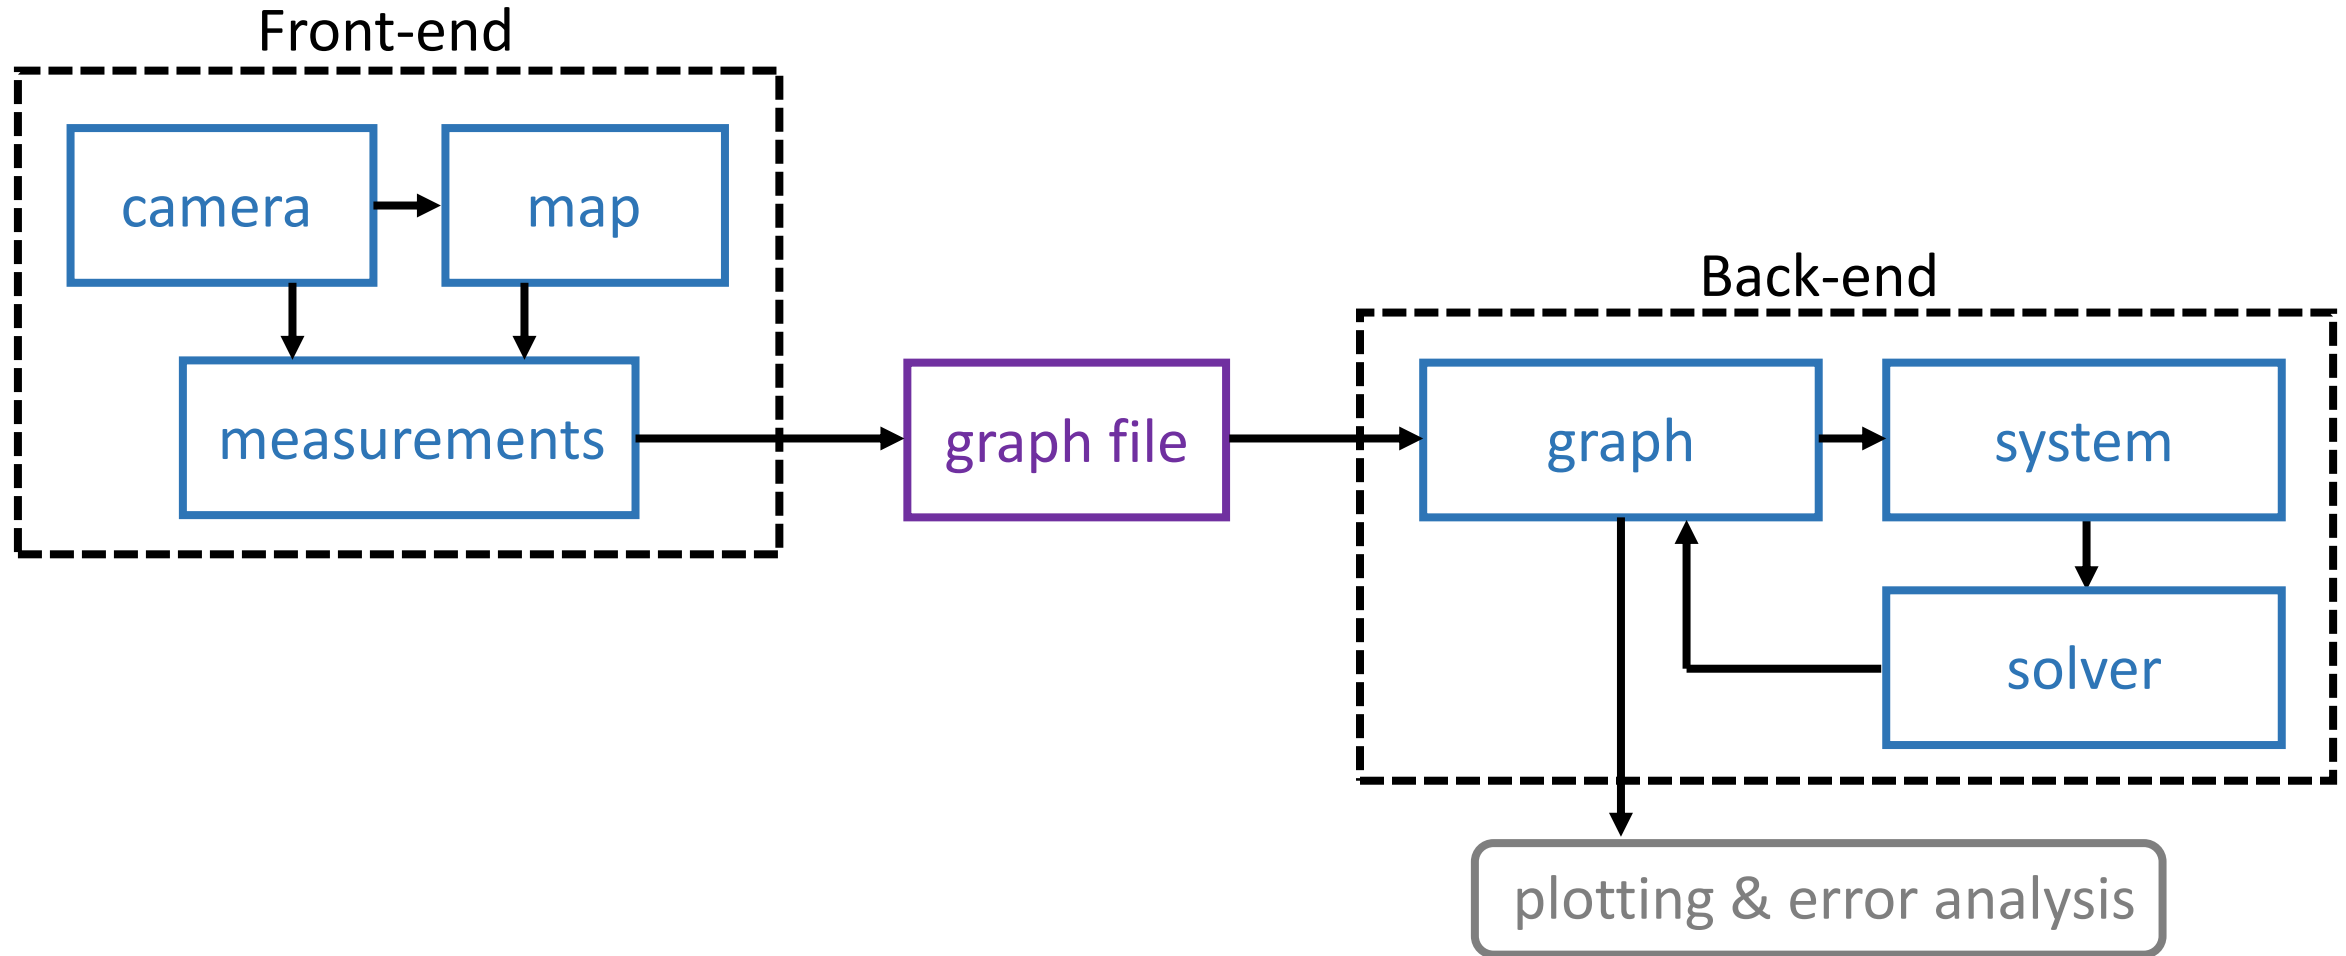 Front-end
camera
map
measurements
graph file
Back-end
graph
system
solver
plotting & error analysis